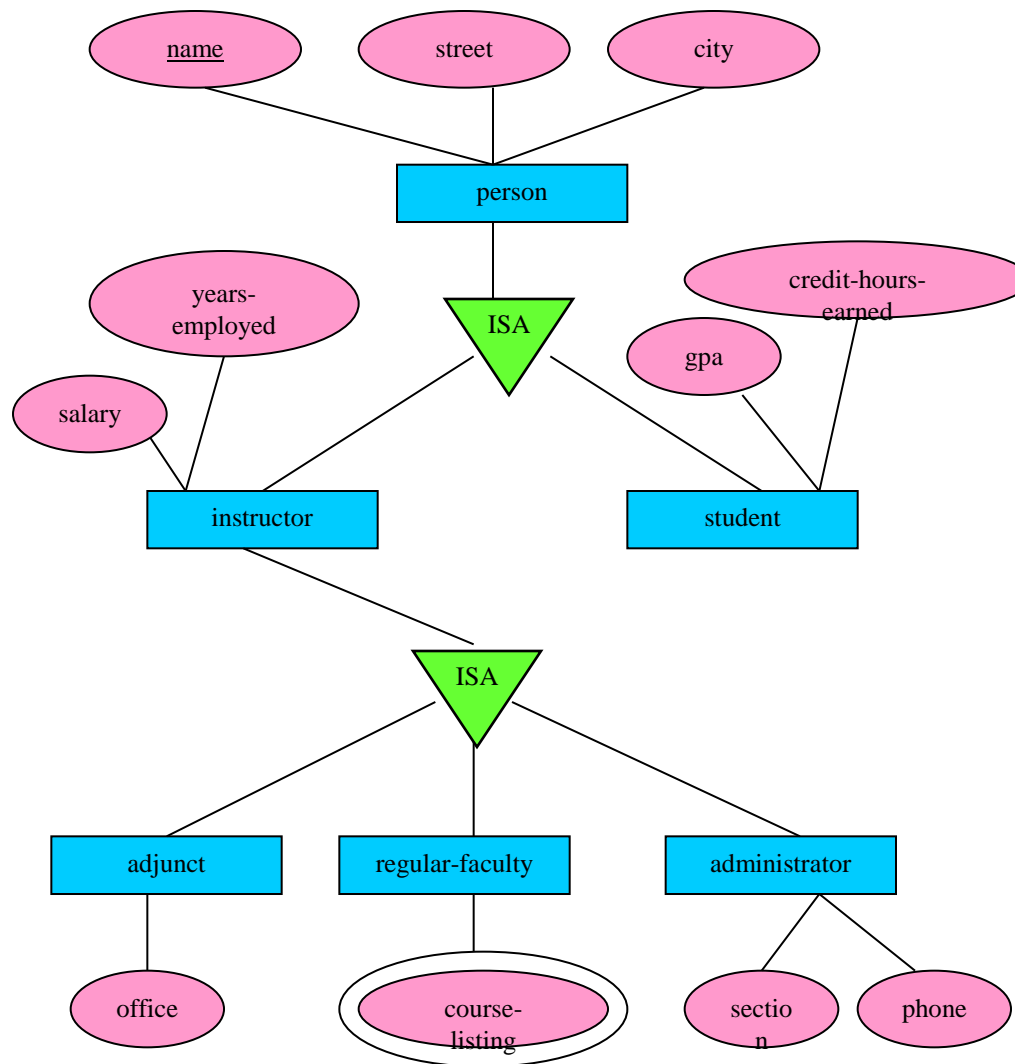 name
street
city
person
years-
employed
credit-hours-
earned
ISA
gpa
salary
instructor
student
ISA
adjunct
regular-faculty
administrator
office
course-
listing
sectio
n
phone